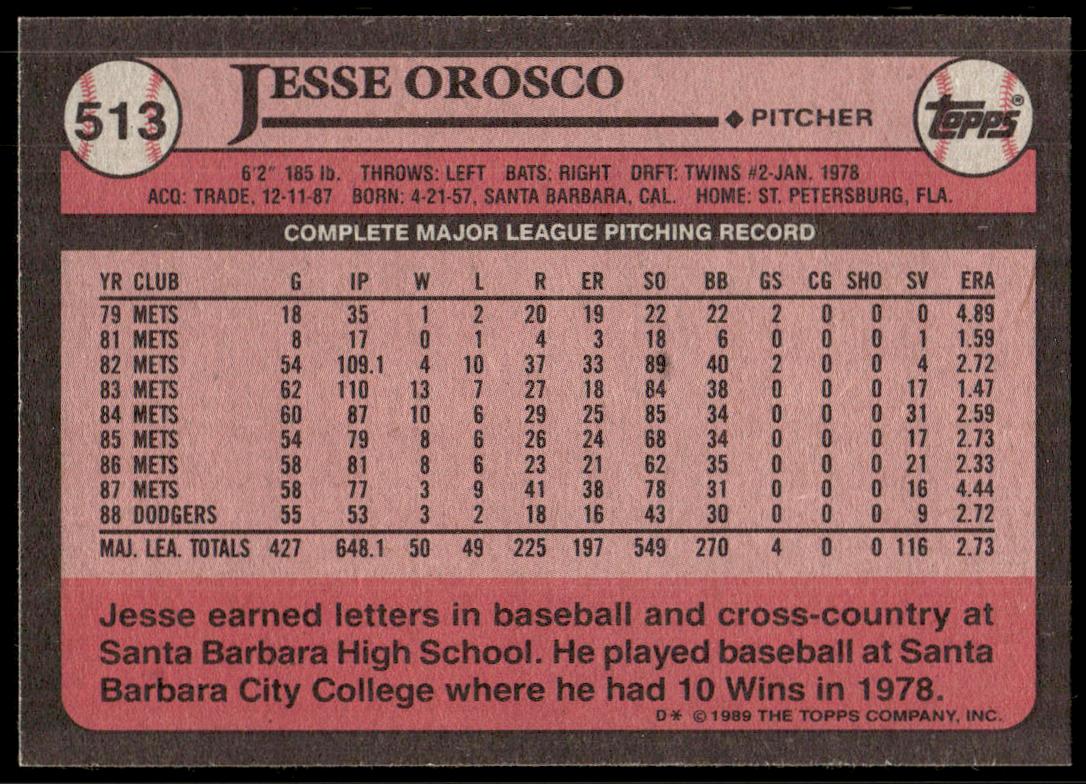 513
JESSE OROSCO
◆ PITCHER
TOPPS®
6'2" 185 lb. THROWS: LEFT BATS: RIGHT DRFT: TWINS #2-JAN. 1978
ACQ: TRADE, 12-11-87 BORN: 4-21-57, SANTA BARBARA, CAL. HOME: ST. PETERSBURG, FLA.
COMPLETE MAJOR LEAGUE PITCHING RECORD
YR CLUB G IP W L R ER SO BB GS CG SHO SV ERA
79 METS 18 35 1 2 20 19 22 22 2 0 0 0 4.89
81 METS 8 17 0 1 4 3 18 6 0 0 0 1 1.59
82 METS 54 109.1 4 10 37 33 89 40 2 0 0 4 2.72
83 METS 62 110 13 7 27 18 84 38 0 0 0 17 1.47
84 METS 60 87 10 6 29 25 85 34 0 0 0 31 2.59
85 METS 54 79 8 6 26 24 68 34 0 0 0 17 2.73
86 METS 58 81 8 6 23 21 62 35 0 0 0 21 2.33
87 METS 58 77 3 9 41 38 78 31 0 0 0 16 4.44
88 DODGERS 55 53 3 2 18 16 43 30 0 0 0 9 2.72
MAJ. LEA. TOTALS 427 648.1 50 49 225 197 549 270 4 0 0 116 2.73
Jesse earned letters in baseball and cross-country at
Santa Barbara High School. He played baseball at Santa
Barbara City College where he had 10 Wins in 1978.
D* © 1989 THE TOPPS COMPANY, INC.